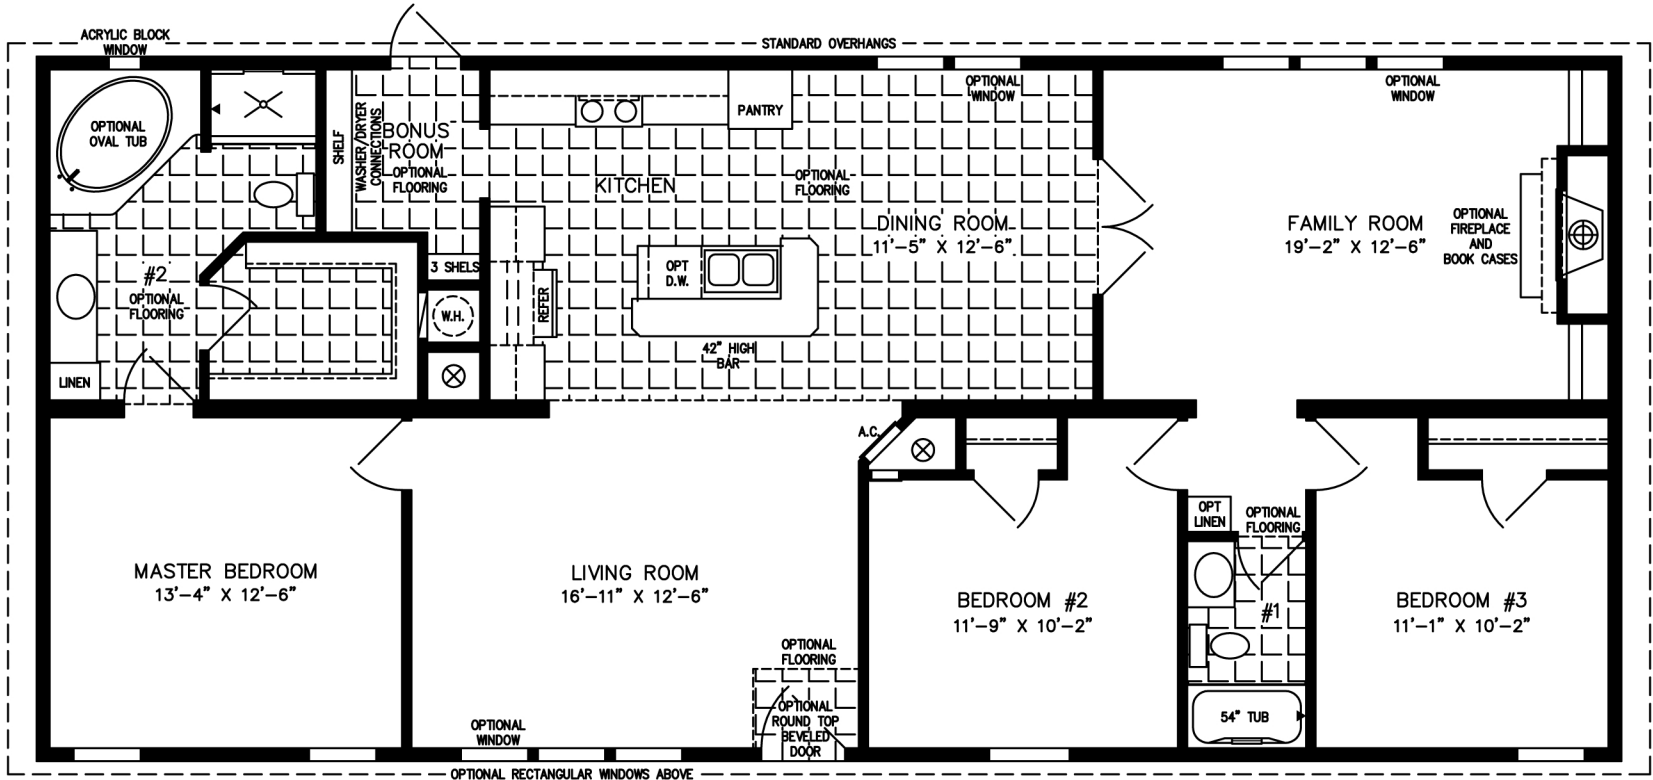 ACRYLIC BLOCK
WINDOW
STANDARD OVERHANGS
OPTIONAL
OVAL TUB
SHELF
WASHER/DRYER
CONNECTIONS
BONUS
ROOM
OPTIONAL
FLOORING
PANTRY
KITCHEN
OPTIONAL
FLOORING
OPTIONAL
WINDOW
DINING ROOM
11'-5" X 12'-6"
OPTIONAL
WINDOW
FAMILY ROOM
19'-2" X 12'-6"
OPTIONAL
FIREPLACE
AND
BOOK CASES
#2
OPTIONAL
FLOORING
LINEN
3 SHELS
W.H.
REFER
OPT
D.W.
42" HIGH
BAR
A.C.
MASTER BEDROOM
13'-4" X 12'-6"
LIVING ROOM
16'-11" X 12'-6"
OPTIONAL
WINDOW
OPTIONAL
FLOORING
OPTIONAL
ROUND TOP
BEVELED
DOOR
BEDROOM #2
11'-9" X 10'-2"
OPT
LINEN
OPTIONAL
FLOORING
#1
54" TUB
BEDROOM #3
11'-1" X 10'-2"
OPTIONAL RECTANGULAR WINDOWS ABOVE